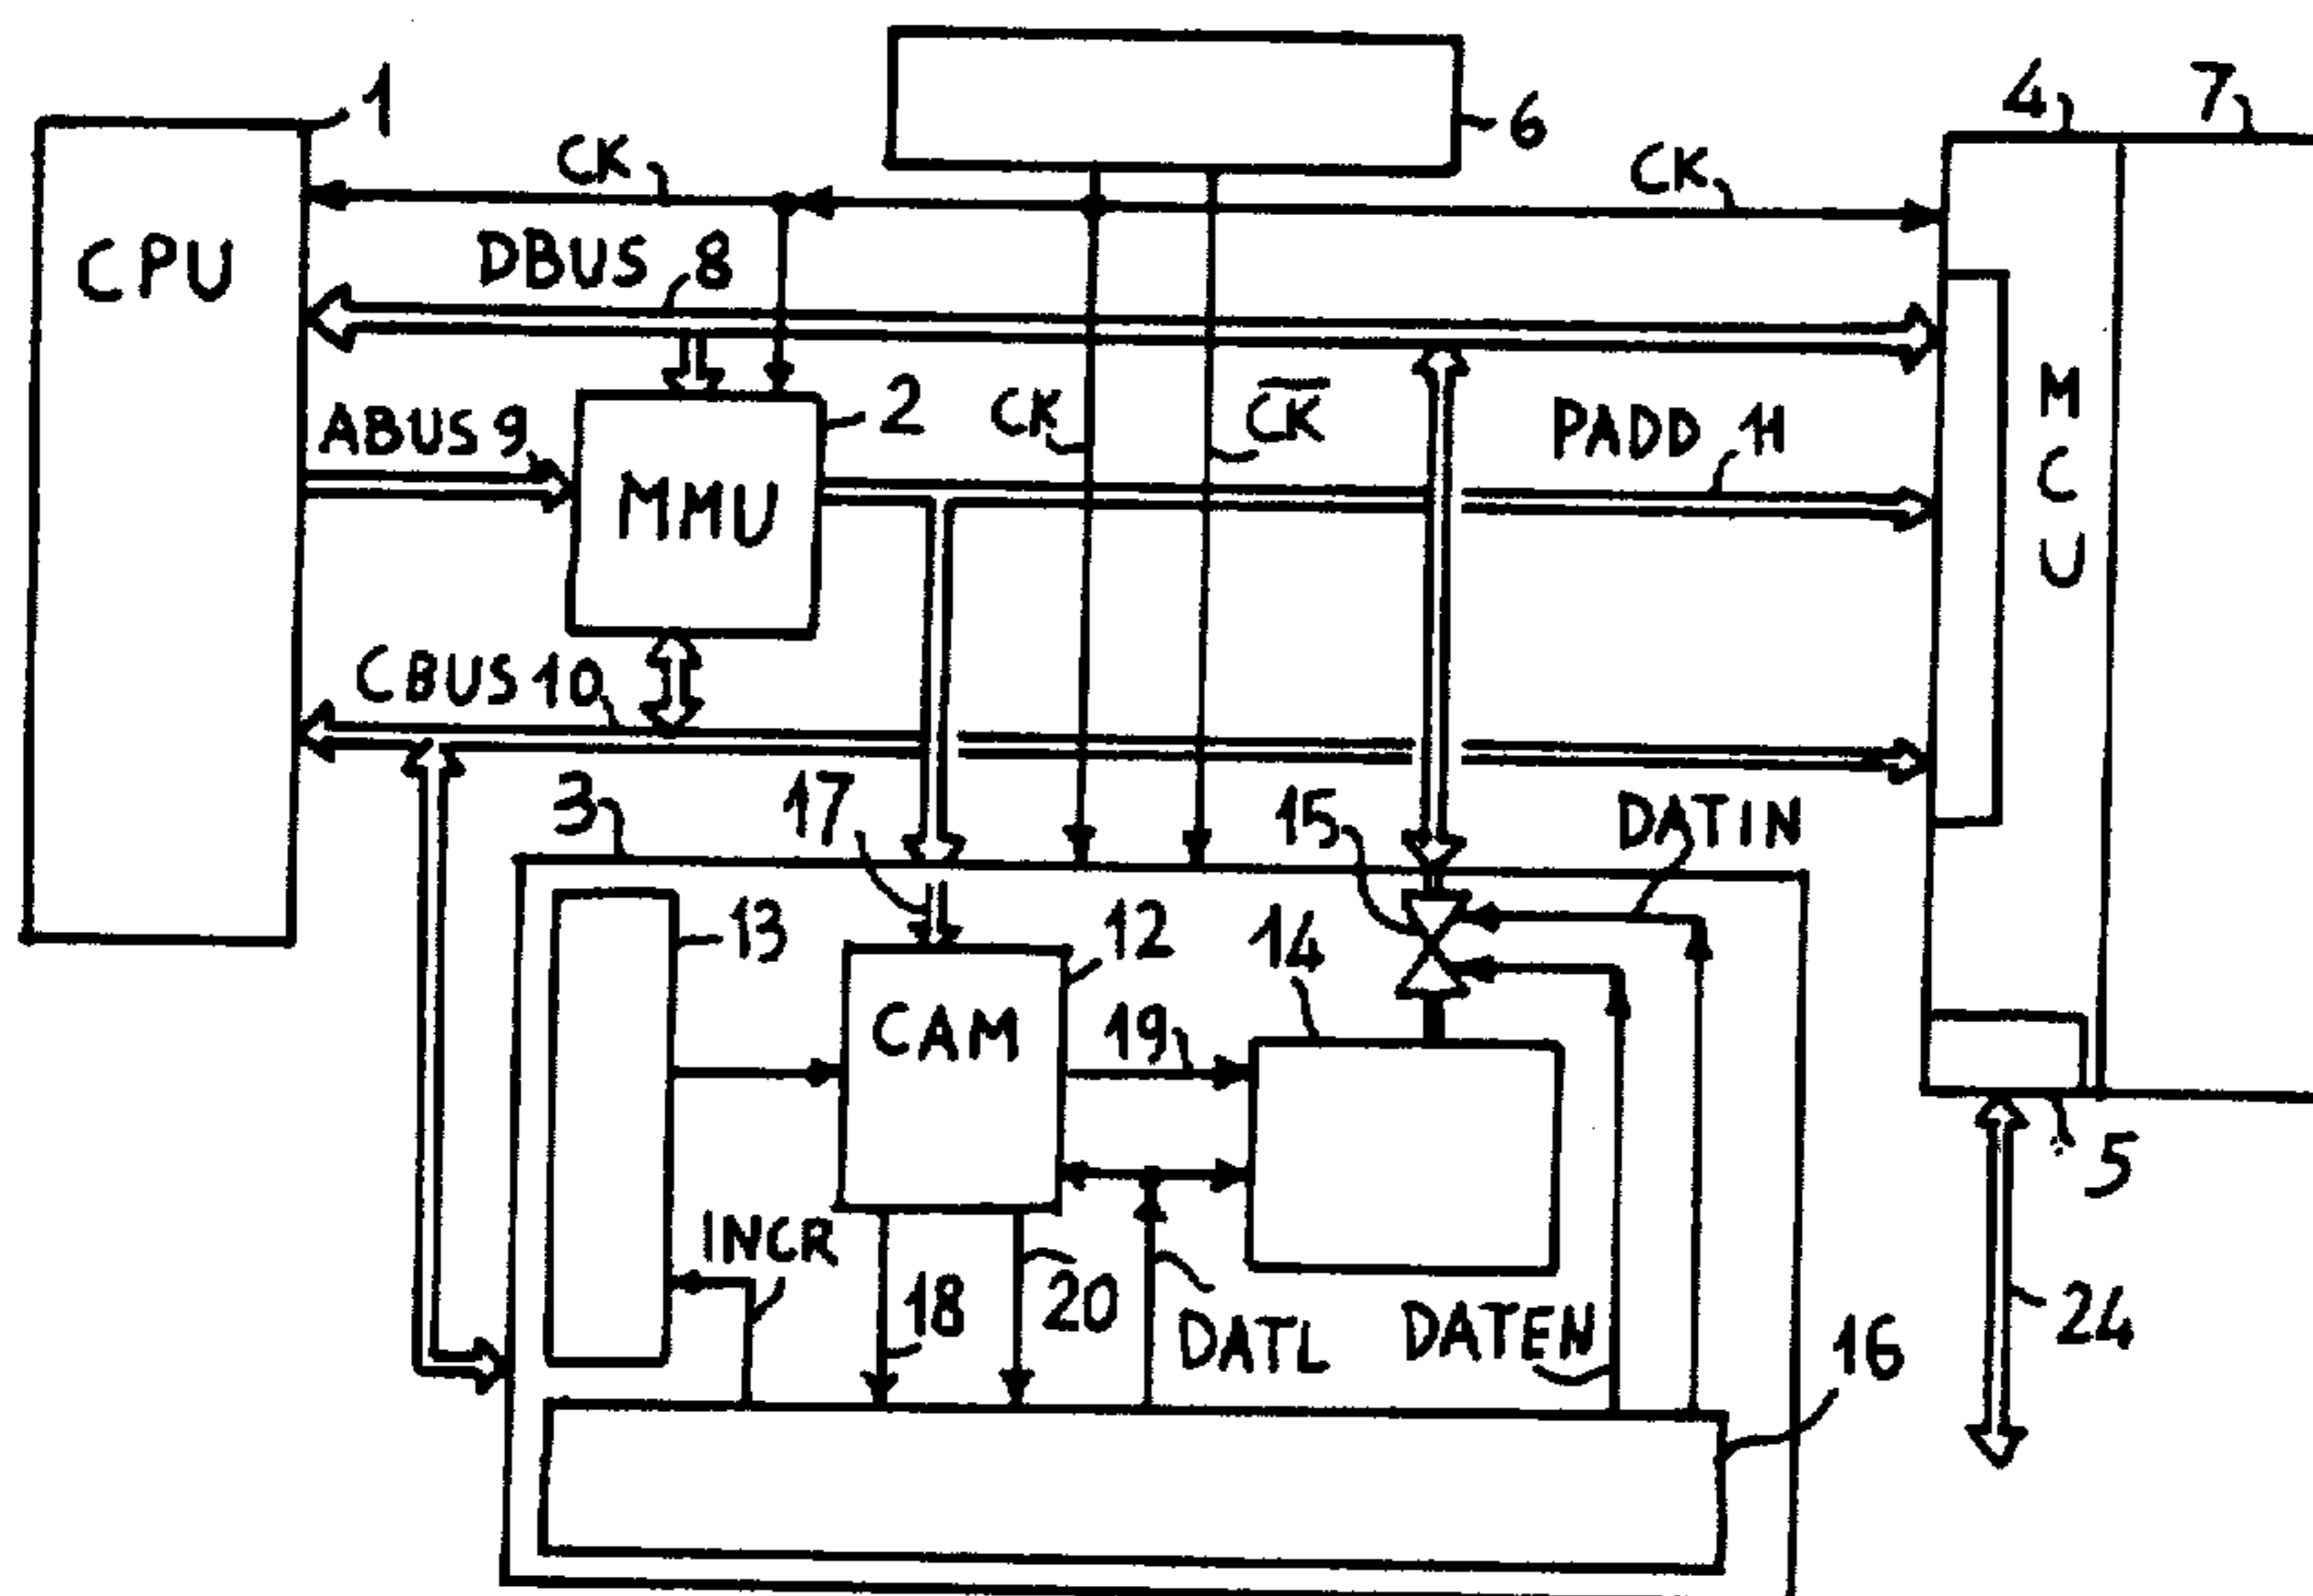 1
6
4
7
CK
CK
CPU
DBUS 8
MCU
2
CK
C̅K̅
ABUS 9
PADD 11
MMU
CBUS 10
3
17
15
DATIN
13
12
14
CAM
19
5
INCR
18
20
DATL
DATEN
24
16